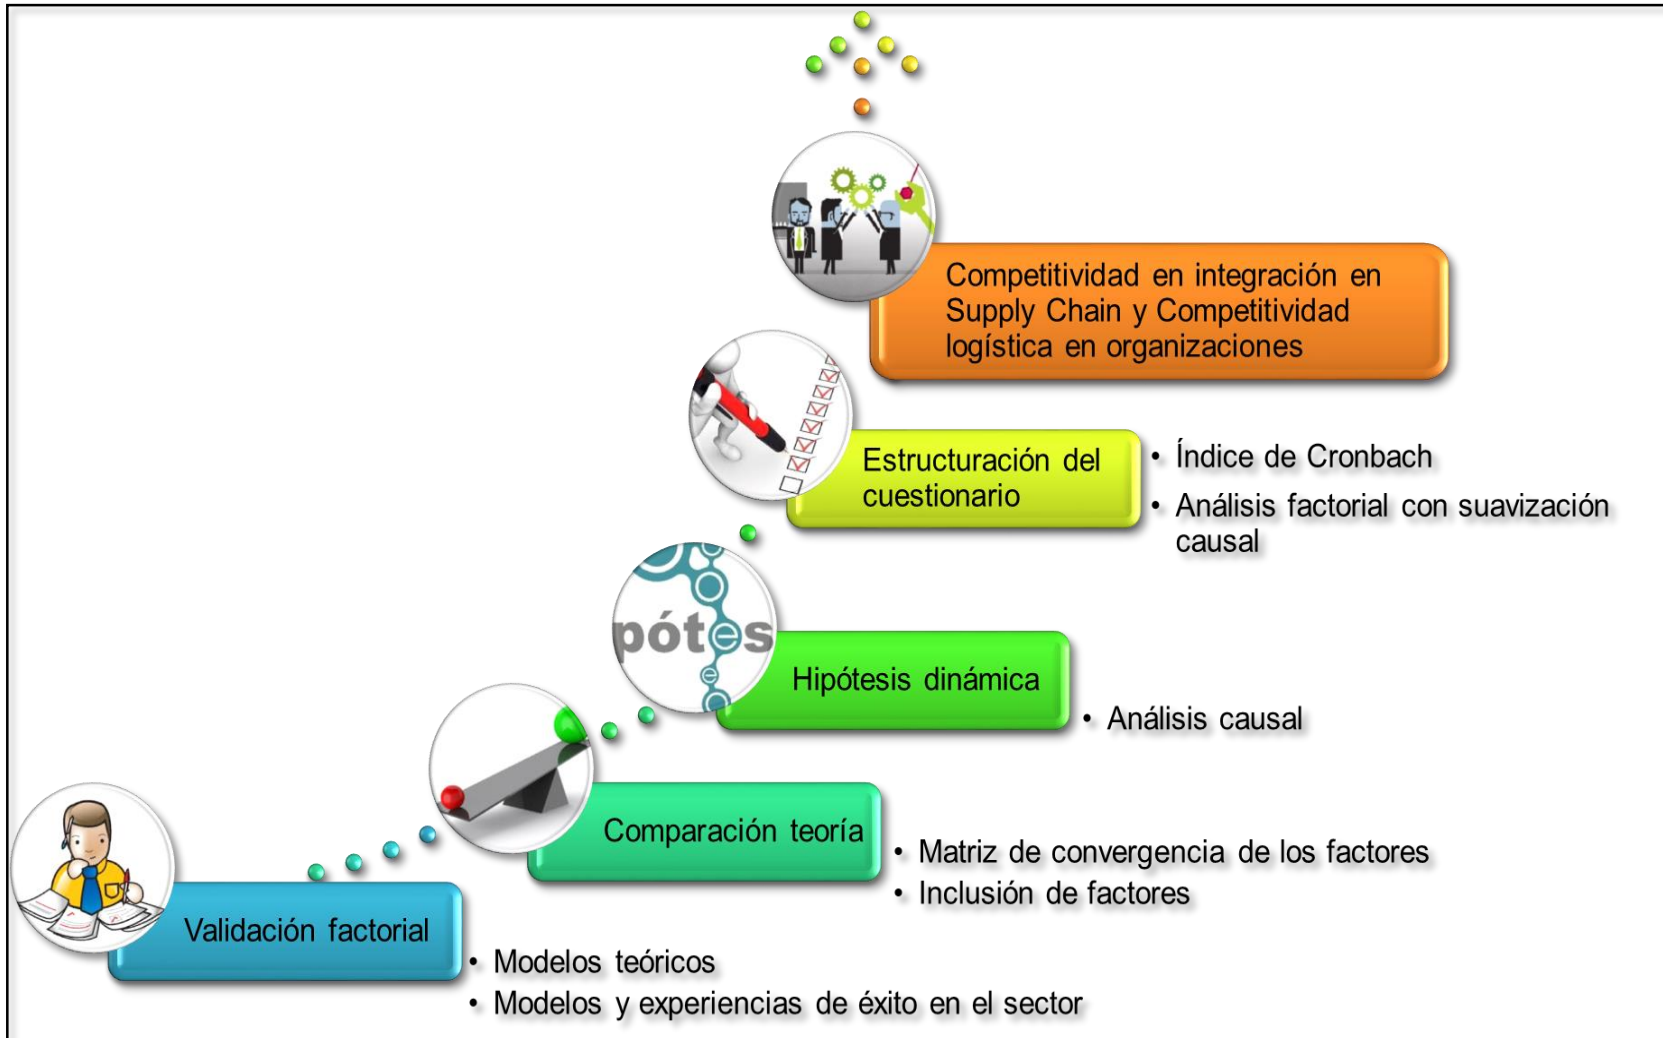 Competitividad en integración en
Supply Chain y Competitividad
logística en organizaciones
Estructuración del
cuestionario
• Índice de Cronbach
• Análisis factorial con suavización
causal
pótes
e
Hipótesis dinámica
• Análisis causal
Comparación teoría
• Matriz de convergencia de los factores
• Inclusión de factores
Validación factorial
• Modelos teóricos
• Modelos y experiencias de éxito en el sector